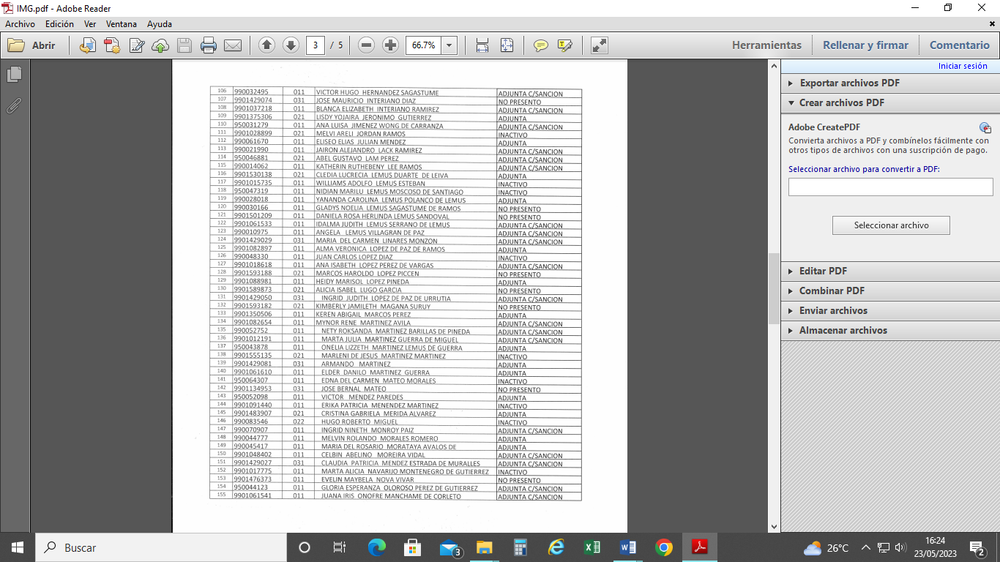 IMG.pdf - Adobe Reader
Archivo Edición Ver Ventana Ayuda
Abrir 3 / 5 66.7% Herramientas Rellenar y firmar Comentario
Iniciar sesión
Exportar archivos PDF
Crear archivos PDF
Adobe CreatePDF
Convierta archivos a PDF y combínelos fácilmente con
otros tipos de archivos con una suscripción de pago.
Seleccionar archivo para convertir a PDF:
Seleccionar archivo
Editar PDF
Combinar PDF
Enviar archivos
Almacenar archivos
106 990032495 011 VICTOR HUGO HERNANDEZ SAGASTUME ADJUNTA C/SANCION
107 9901429074 031 JOSE MAURICIO INTERIANO DIAZ NO PRESENTO
108 9901037218 011 BLANCA ELIZABETH INTERIANO RAMIREZ ADJUNTA C/SANCION
109 9901375306 021 LISDY YOJAIRA JERONIMO GUTIERREZ ADJUNTA
110 950031279 011 ANA LUISA JIMENEZ WONG DE CARRANZA ADJUNTA C/SANCION
111 9901028899 021 MELVI ARELI JORDAN RAMOS INACTIVO
112 990061670 011 ELISEO ELIAS JULIAN MENDEZ ADJUNTA
113 990021990 011 JAIRON ALEJANDRO LACK RAMIREZ ADJUNTA C/SANCION
114 950046881 021 ABEL GUSTAVO LAM PEREZ ADJUNTA C/SANCION
115 990014062 011 KATHERIN RUTHEBENY LEE RAMOS ADJUNTA C/SANCION
116 9901530138 021 CLEDIA LUCRECIA LEMUS DUARTE DE LEIVA ADJUNTA
117 9901015735 011 WILLIAMS ADOLFO LEMUS ESTEBAN INACTIVO
118 950047319 011 NIDIAN MARILU LEMUS MOSCOSO DE SANTIAGO INACTIVO
119 990028018 011 YANANDA CAROLINA LEMUS POLANCO DE LEMUS ADJUNTA
120 990030166 011 GLADYS NOELIA LEMUS SAGASTUME DE RAMOS NO PRESENTO
121 9901501209 011 DANIELA ROSA HERLINDA LEMUS SANDOVAL NO PRESENTO
122 9901061533 011 IDALMA JUDITH LEMUS SERRANO DE LEMUS ADJUNTA C/SANCION
123 990010975 011 ANGELA LEMUS VILLAGRAN DE PAZ ADJUNTA C/SANCION
124 9901429029 031 MARIA DEL CARMEN LINARES MONZON ADJUNTA C/SANCION
125 9901082897 011 ALMA VERONICA LOPEZ DE PAZ DE RAMOS ADJUNTA
126 990048330 011 JUAN CARLOS LOPEZ DIAZ INACTIVO
127 9901018618 011 ANA ISABETH LOPEZ PEREZ DE VARGAS ADJUNTA C/SANCION
128 9901593188 021 MARCOS HAROLDO LOPEZ PICCEN NO PRESENTO
129 9901088981 011 HEIDY MARISOL LOPEZ PINEDA ADJUNTA
130 9901589873 021 ALICIA ISABEL LUGO GARCIA NO PRESENTO
131 9901429050 031 INGRID JUDITH LOPEZ DE PAZ DE URRUTIA ADJUNTA C/SANCION
132 9901593182 021 KIMBERLY JAMILETH MAGANA SURUY NO PRESENTO
133 9901350506 011 KEREN ABIGAIL MARCOS PEREZ ADJUNTA
134 9901082654 011 MYNOR RENE MARTINEZ AVILA ADJUNTA C/SANCION
135 990052752 011 NETY ROKSANDA MARTINEZ BARILLAS DE PINEDA ADJUNTA C/SANCION
136 9901012191 011 MARTA JULIA MARTINEZ GUERRA DE MIGUEL ADJUNTA C/SANCION
137 950043878 011 ONELIA LIZZETH MARTINEZ LEMUS DE GUERRA ADJUNTA
138 9901555135 021 MARLENI DE JESUS MARTINEZ MARTINEZ INACTIVO
139 9901429081 031 ARMANDO MARTINEZ ADJUNTA
140 9901061610 011 ELDER DANILO MARTINEZ GUERRA ADJUNTA
141 950064307 011 EDNA DEL CARMEN MATEO MORALES INACTIVO
142 9901134953 031 JOSE BERNAL MATEO NO PRESENTO
143 950052098 011 VICTOR MENDEZ PAREDES ADJUNTA
144 9901091440 011 ERIKA PATRICIA MENENDEZ MARTINEZ INACTIVO
145 9901483907 021 CRISTINA GABRIELA MERIDA ALVAREZ ADJUNTA
146 990083546 022 HUGO ROBERTO MIGUEL INACTIVO
147 990070907 011 INGRID NINETH MONROY PAIZ ADJUNTA C/SANCION
148 990044777 011 MELVIN ROLANDO MORALES ROMERO ADJUNTA
149 990045417 011 MARIA DEL ROSARIO MORATAYA AVALOS DE ADJUNTA
150 9901048402 011 CELBIN ABELINO MOREIRA VIDAL ADJUNTA C/SANCION
151 9901429027 031 CLAUDIA PATRICIA MENDEZ ESTRADA DE MURALLES ADJUNTA C/SANCION
152 9901017775 011 MARTA ALICIA NAVARIJO MONTENEGRO DE GUTIERREZ INACTIVO
153 9901476373 011 EVELIN MAYBELA NOVA VIVAR NO PRESENTO
154 950044123 011 GLORIA ESPERANZA OLOROSO PEREZ DE GUTIERREZ ADJUNTA C/SANCION
155 9901061541 011 JUANA IRIS ONOFRE MANCHAME DE CORLETO ADJUNTA C/SANCION
Buscar 3 26°C 16:24
23/05/2023 2